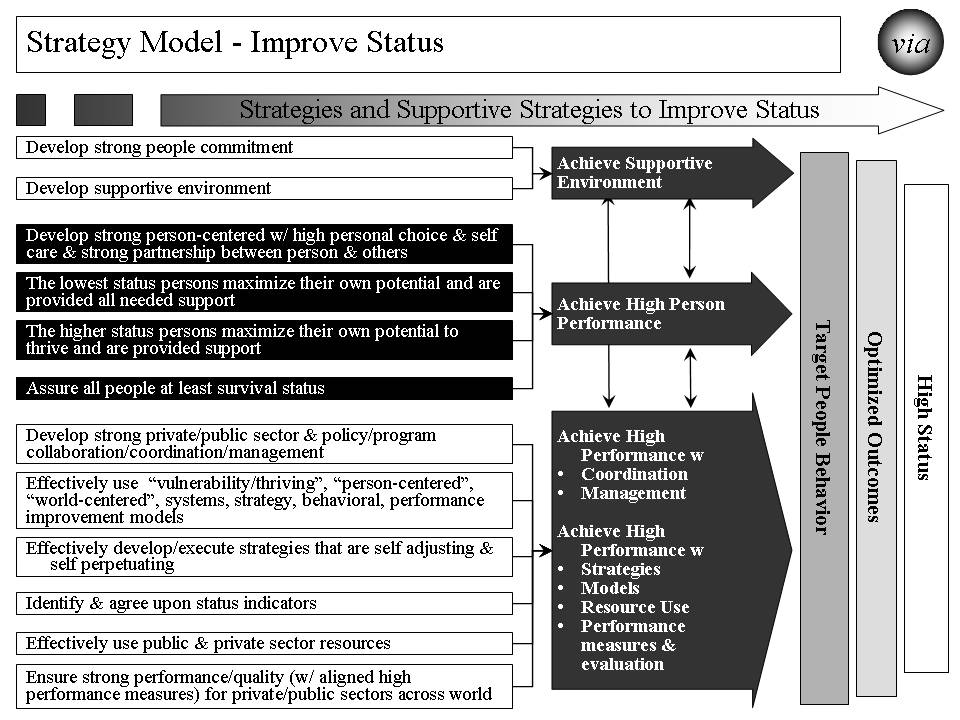 Strategy Model - Improve Status
via
Strategies and Supportive Strategies to Improve Status
Develop strong people commitment
Develop supportive environment
Achieve Supportive
Environment
Develop strong person-centered w/ high personal choice & self
care & strong partnership between person & others
The lowest status persons maximize their own potential and are
provided all needed support
The higher status persons maximize their own potential to
thrive and are provided support
Assure all people at least survival status
Achieve High Person
Performance
Develop strong private/public sector & policy/program
collaboration/coordination/management
Effectively use “vulnerability/thriving”, “person-centered”,
“world-centered”, systems, strategy, behavioral, performance
improvement models
Effectively develop/execute strategies that are self adjusting &
self perpetuating
Identify & agree upon status indicators
Effectively use public & private sector resources
Ensure strong performance/quality (w/ aligned high
performance measures) for private/public sectors across world
Achieve High
Performance w
• Coordination
• Management
Achieve High
Performance w
• Strategies
• Models
• Resource Use
• Performance
measures &
evaluation
Target People Behavior
Optimized Outcomes
High Status